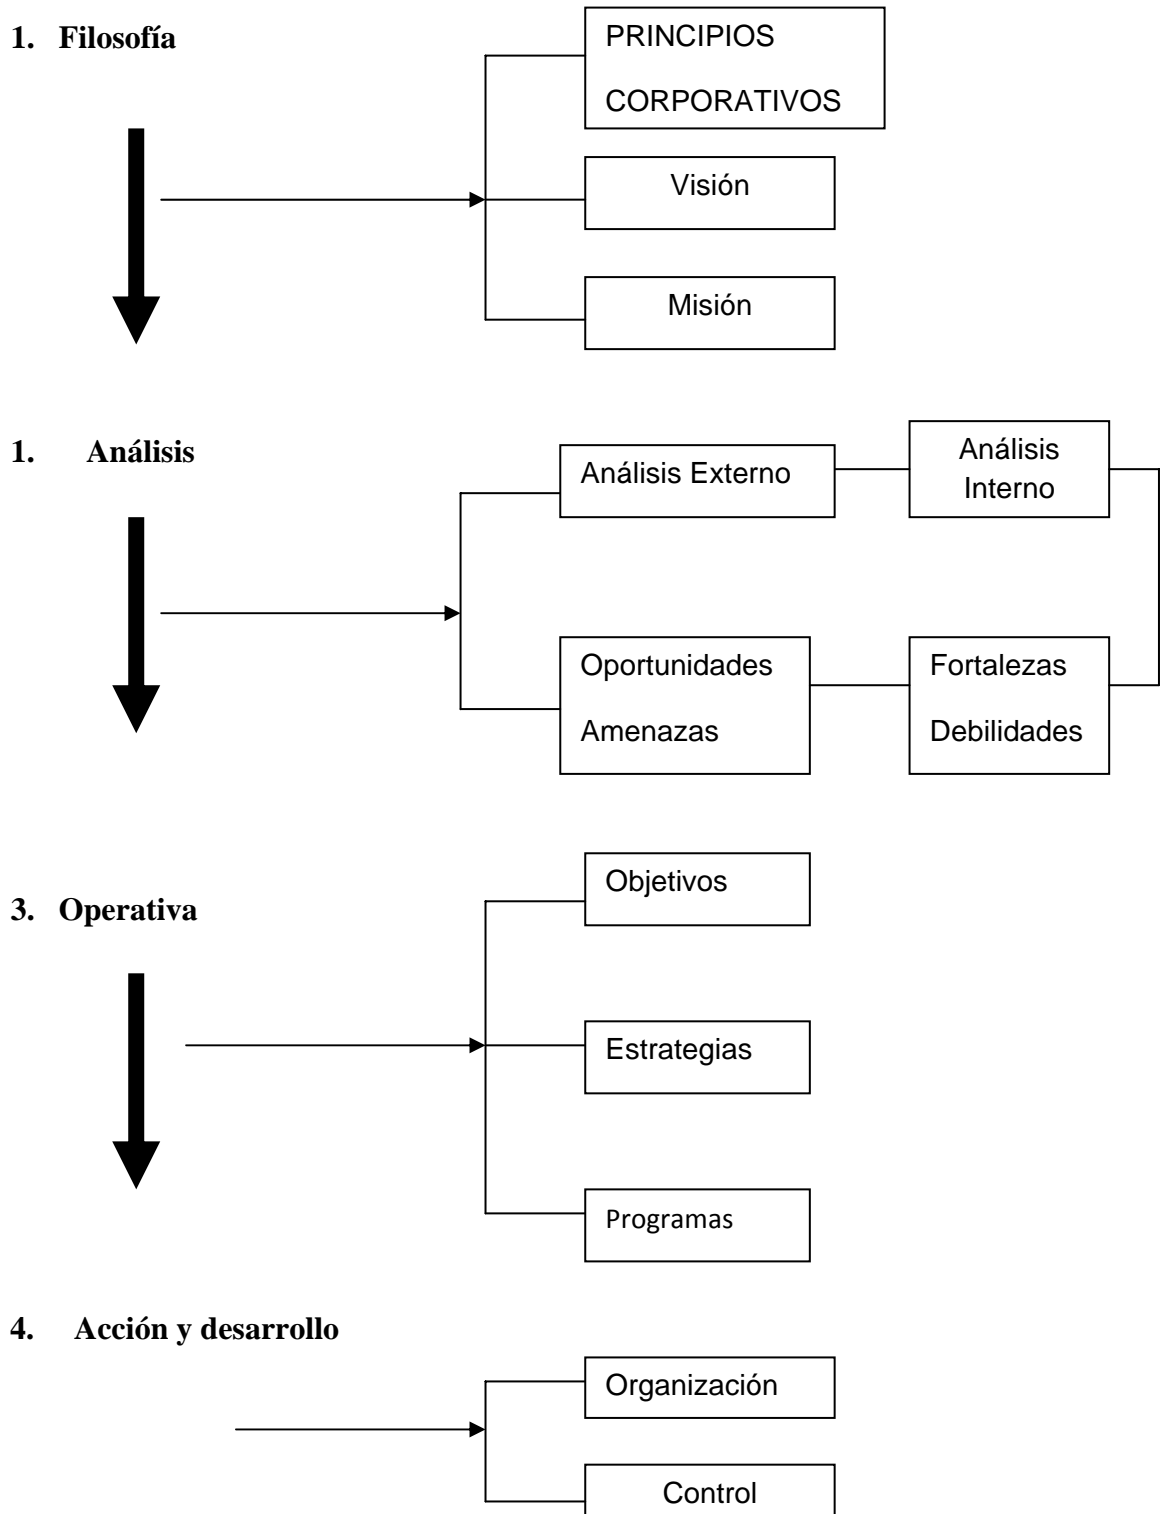 1. Filosofía
PRINCIPIOS
CORPORATIVOS
Visión
Misión
1. Análisis
Análisis Externo
Análisis
Interno
Oportunidades
Amenazas
Fortalezas
Debilidades
3. Operativa
Objetivos
Estrategias
Programas
4. Acción y desarrollo
Organización
Control